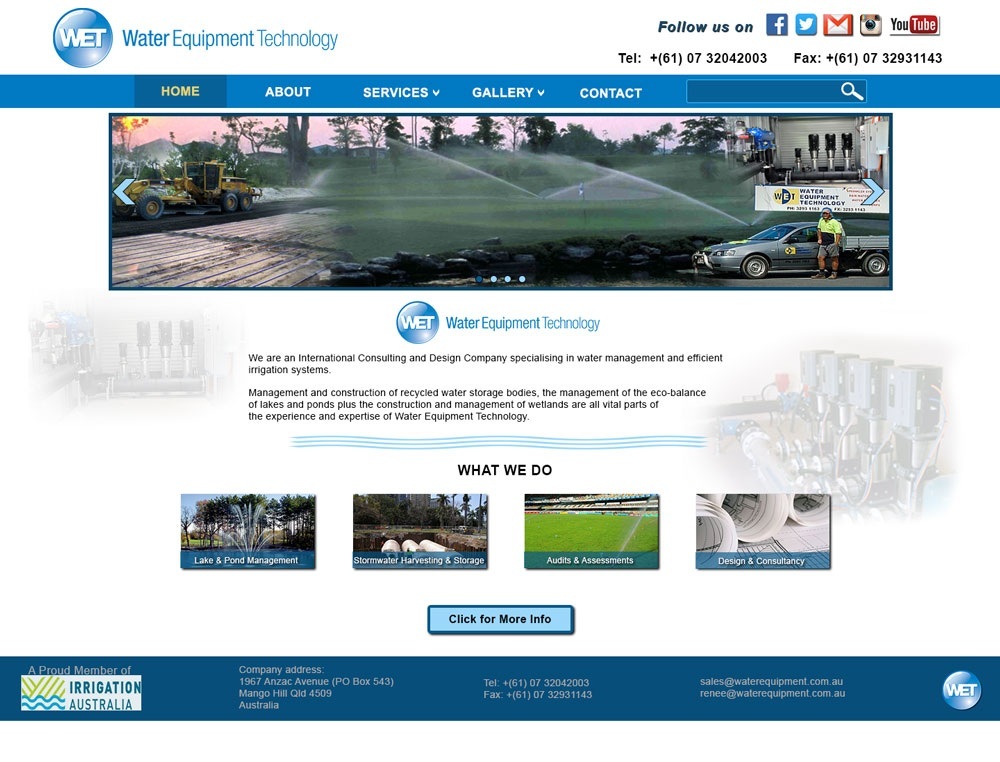 WET Water Equipment Technology
Follow us on You Tube
Tel: +(61) 07 32042003 Fax: +(61) 07 32931143
HOME ABOUT SERVICES GALLERY CONTACT
WET WATER EQUIPMENT TECHNOLOGY
WET Water Equipment Technology
We are an International Consulting and Design Company specialising in water management and efficient
irrigation systems.
Management and construction of recycled water storage bodies, the management of the eco-balance
of lakes and ponds plus the construction and management of wetlands are all vital parts of
the experience and expertise of Water Equipment Technology.
WHAT WE DO
Lake & Pond Management
Stormwater Harvesting & Storage
Audits & Assessments
Design & Consultancy
Click for More Info
A Proud Member of
IRRIGATION
AUSTRALIA
Company address:
1967 Anzac Avenue (PO Box 543)
Mango Hill Qld 4509
Australia
Tel: +(61) 07 32042003
Fax: +(61) 07 32931143
sales@waterequipment.com.au
renee@waterequipment.com.au
WET